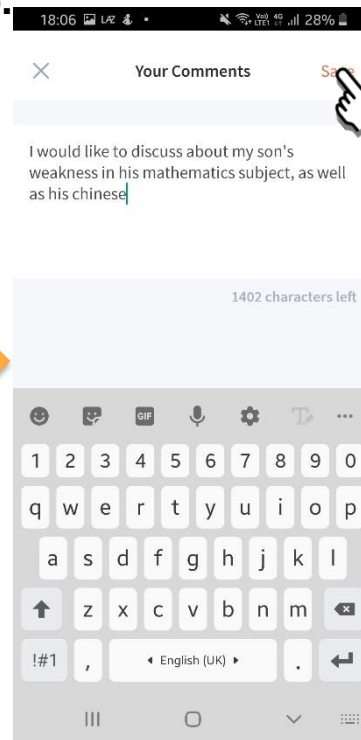 18:06 LAZ 28%
Your Comments Save
I would like to discuss about my son's
weakness in his mathematics subject, as well
as his chinese
1402 characters left
GIF
1 2 3 4 5 6 7 8 9 0
q w e r t y u i o p
a s d f g h j k l
z x c v b n m
!#1 , English (UK) .